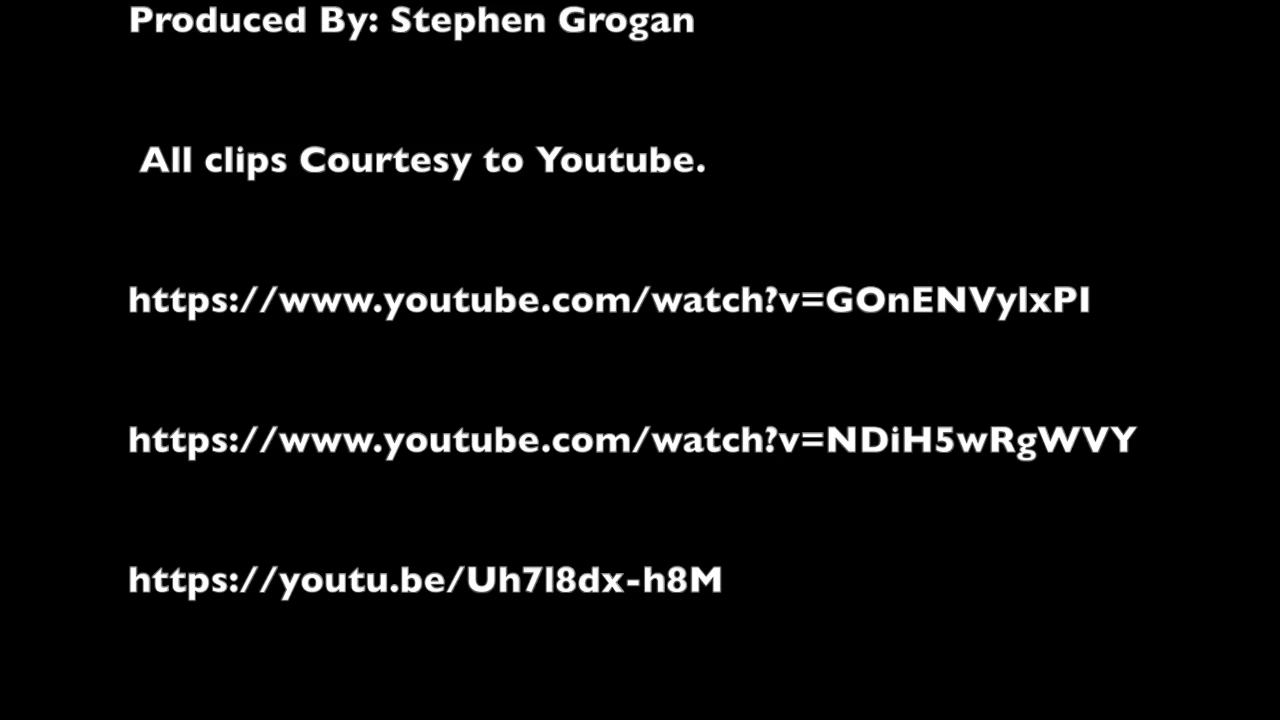 Produced By: Stephen Grogan
All clips Courtesy to Youtube.
https://www.youtube.com/watch?v=GOnENVylxPI
https://www.youtube.com/watch?v=NDiH5wRgWVY
https://youtu.be/Uh7l8dx-h8M